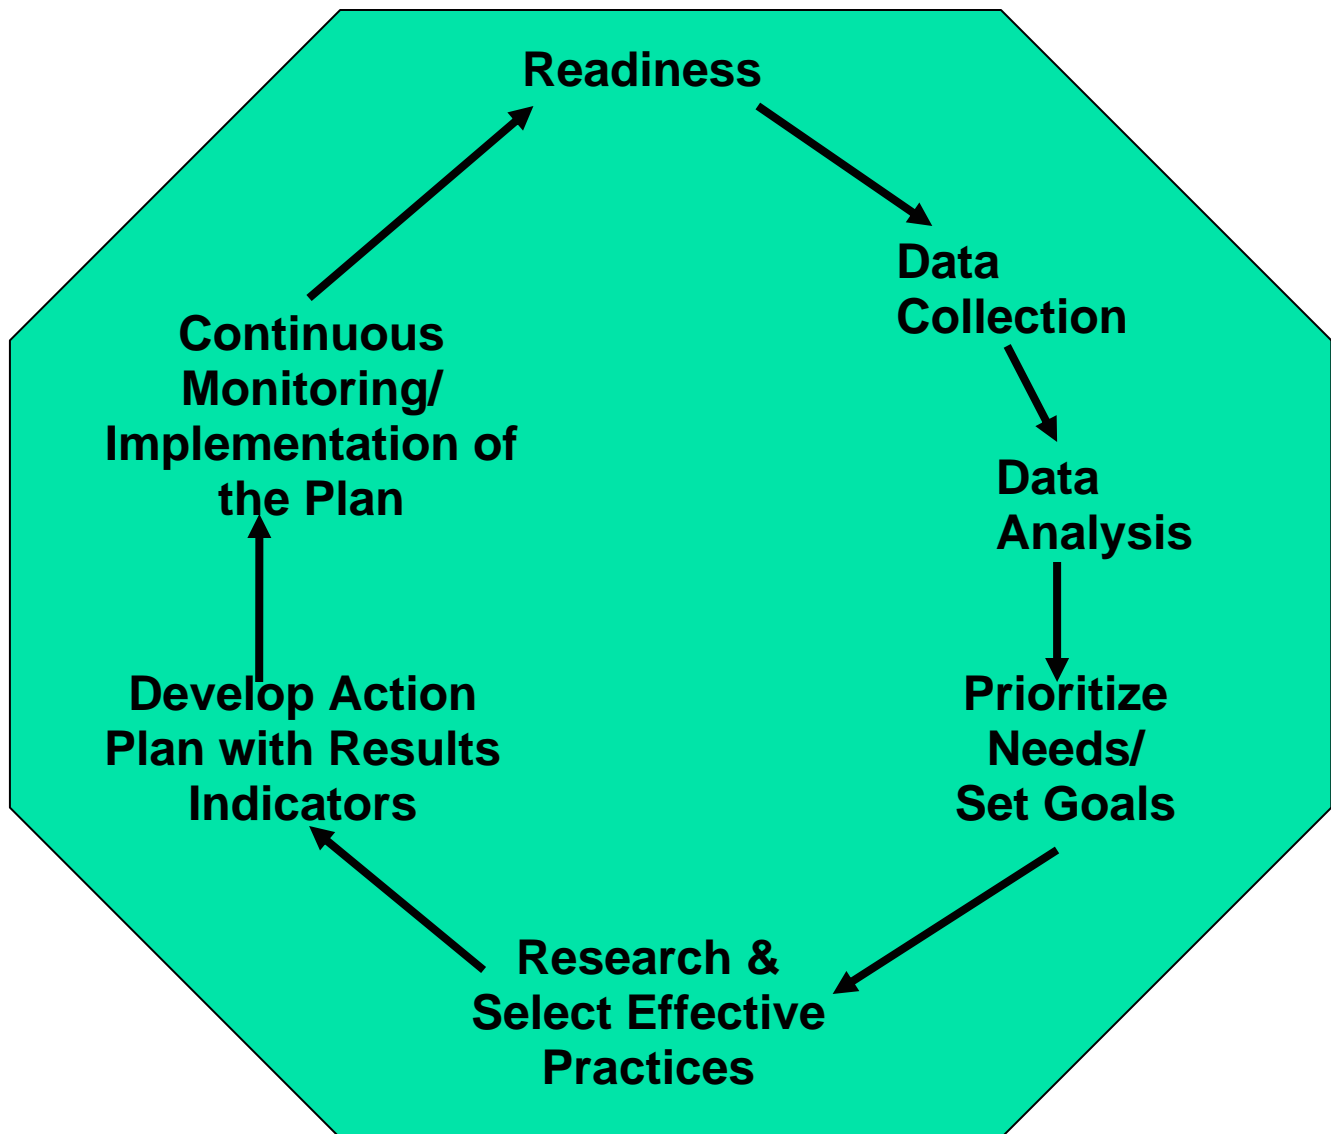 Readiness
Data
Collection
Data
Analysis
Prioritize
Needs/
Set Goals
Research &
Select Effective
Practices
Develop Action
Plan with Results
Indicators
Continuous
Monitoring/
Implementation of
the Plan